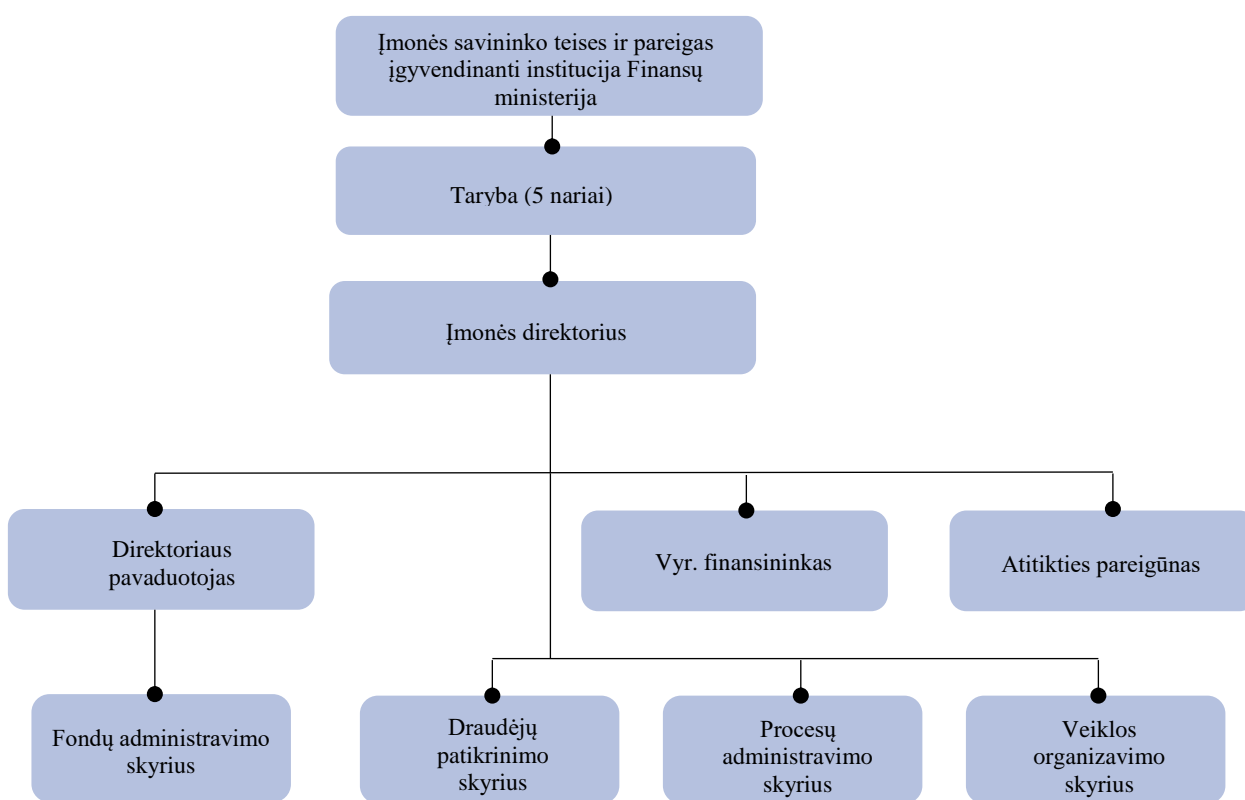 Įmonės savininko teises ir pareigas
įgyvendinanti institucija Finansų
ministerija
Taryba (5 nariai)
Įmonės direktorius
Direktoriaus
pavaduotojas
Vyr. finansininkas
Atitikties pareigūnas
Fondų administravimo
skyrius
Draudėjų
patikrinimo
skyrius
Procesų
administravimo
skyrius
Veiklos
organizavimo
skyrius